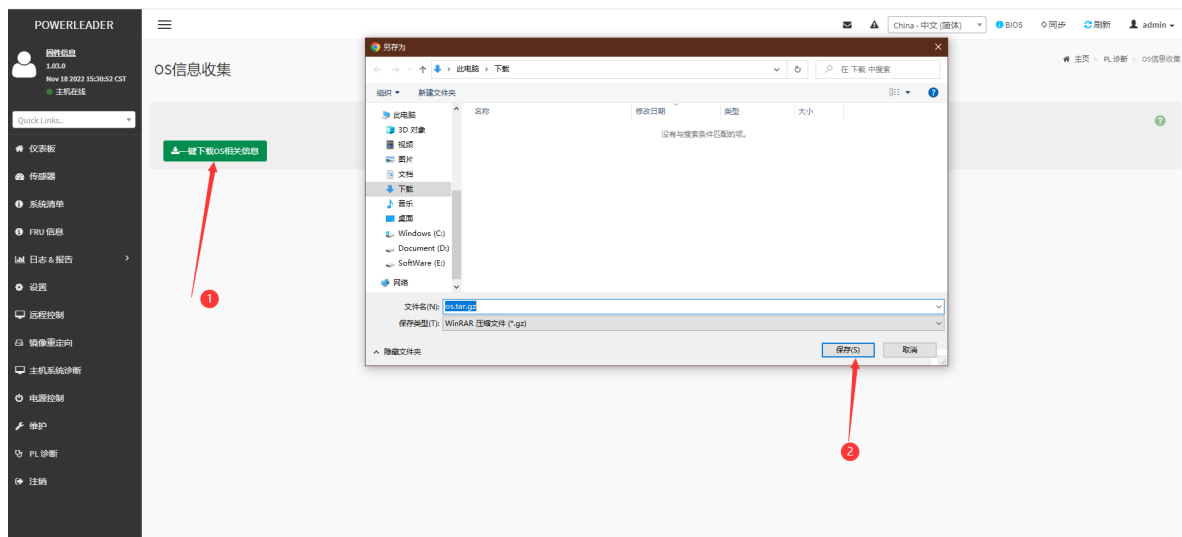 POWERLEADER
China - 中文 (简体)
BIOS
同步
刷新
admin
固件信息
1.03.0
Nov 18 2022 15:30:52 CST
主机在线
Quick Links..
仪表板
传感器
系统清单
FRU 信息
日志 & 报告
设置
远程控制
镜像重定向
主机系统诊断
电源控制
维护
PL 诊断
注销
OS信息收集
主页 > PL 诊断 > OS信息收集
一键下载OS相关信息
1
另存为
此电脑 › 下载
在 下载 中搜索
组织
新建文件夹
名称
修改日期
类型
大小
没有与搜索条件匹配的项。
此电脑
3D 对象
视频
图片
文档
下载
音乐
桌面
Windows (C:)
Document (D:)
SoftWare (E:)
网络
文件名(N): os.tar.gz
保存类型(T): WinRAR 压缩文件 (*.gz)
隐藏文件夹
保存(S)
取消
2